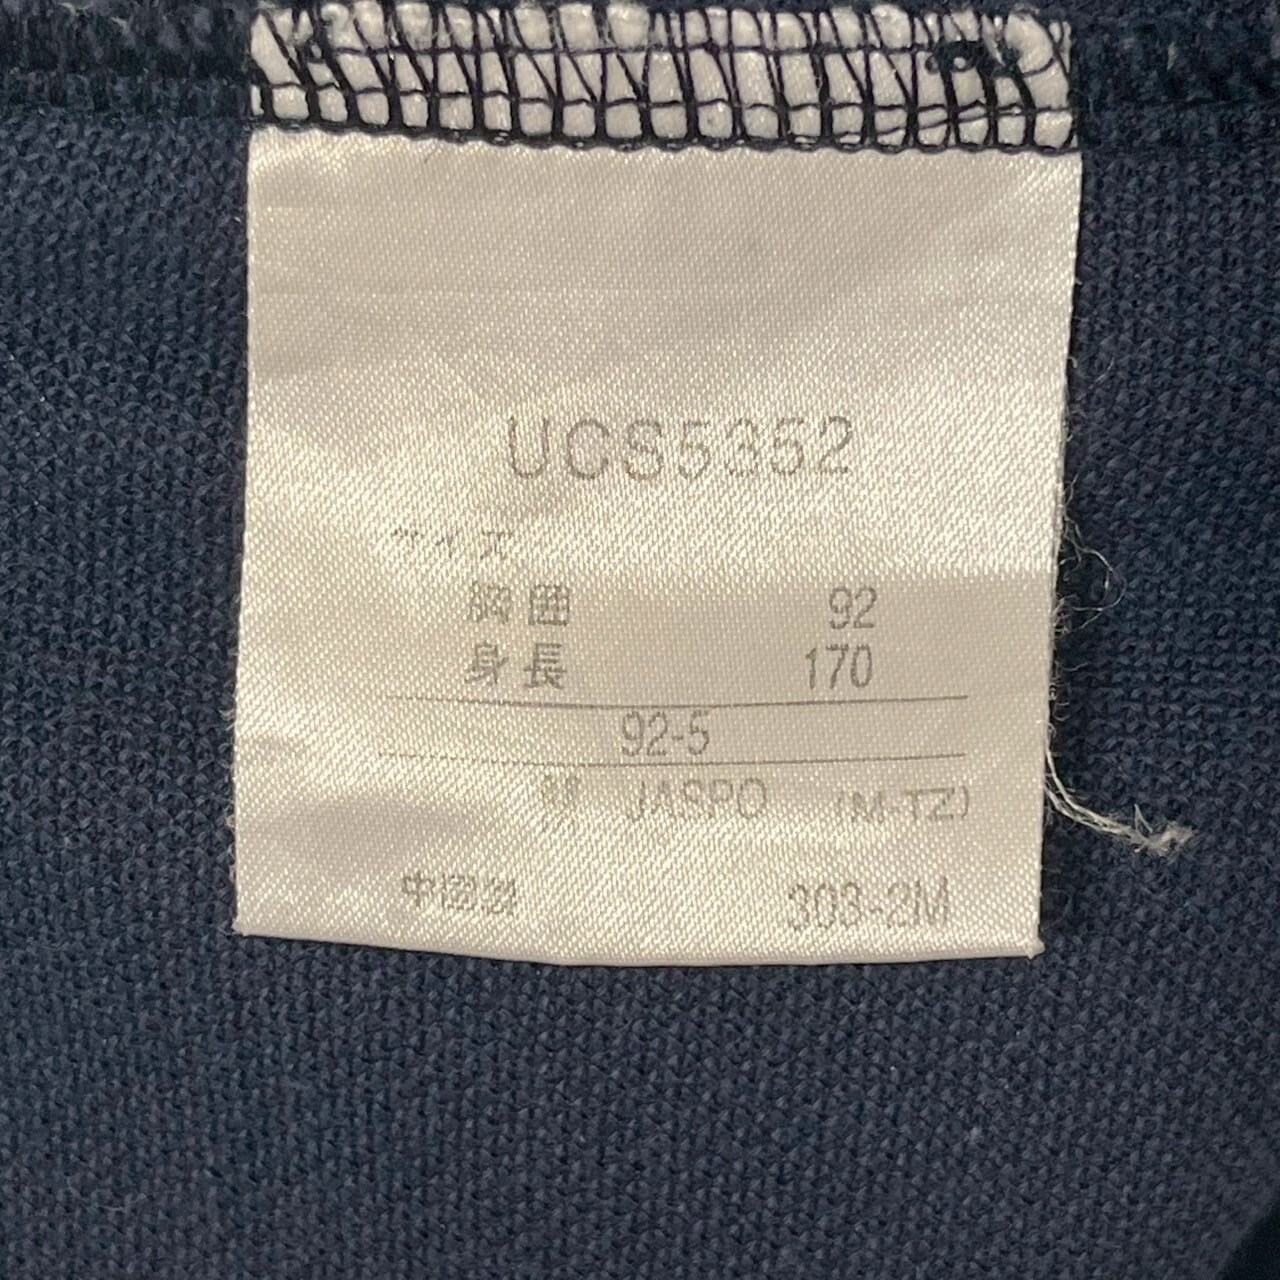 UCS5352
サイズ
胸囲 92
身長 170
92-5
JASPO (M-TZ)
中国製 303-2M